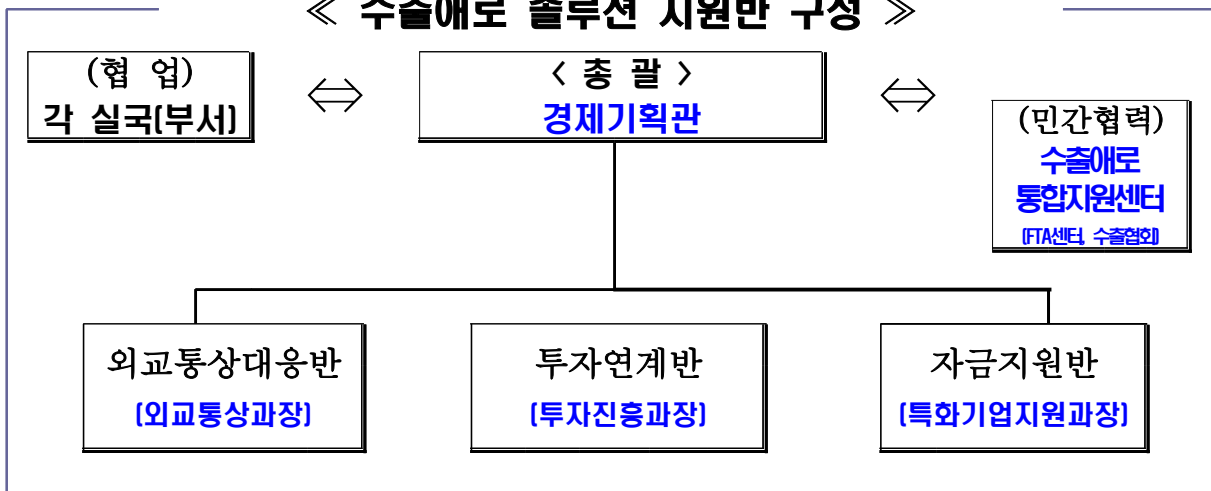 ≪ 수출애로 솔루션 지원반 구성 ≫
(협 업)
각 실국(부서)
⇔
< 총 괄 >
경제기획관
⇔
(민간협력)
수출애로
통합지원센터
(FTA센터, 수출협회)
외교통상대응반
(외교통상과장)
투자연계반
(투자진흥과장)
자금지원반
(특화기업지원과장)